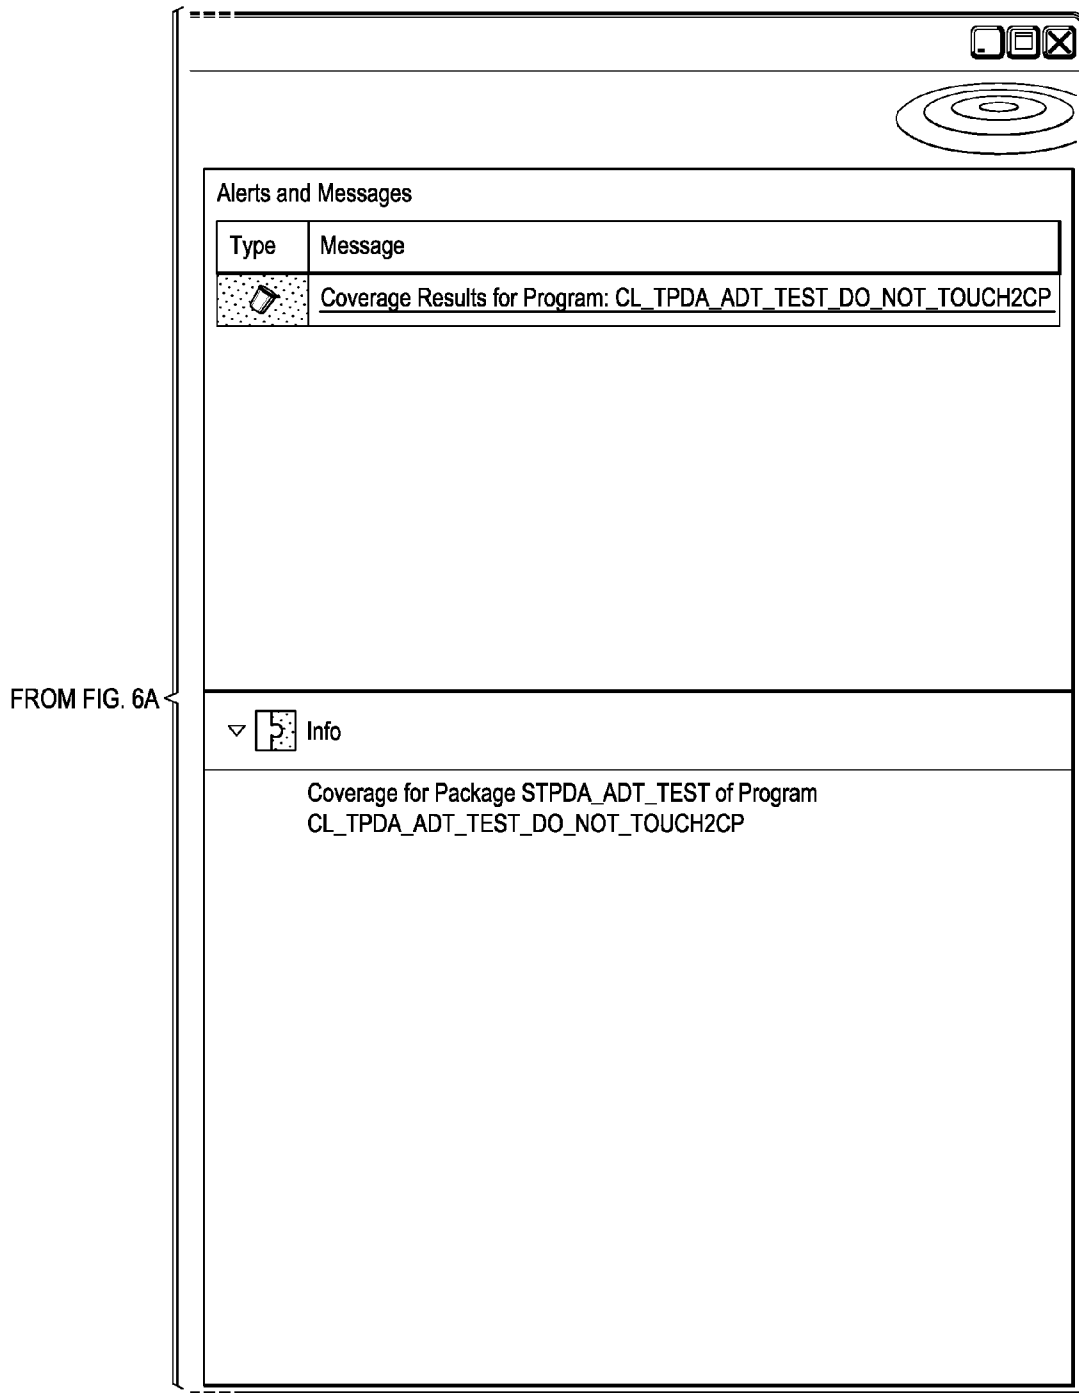 Alerts and Messages
Type Message
Coverage Results for Program: CL_TPDA_ADT_TEST_DO_NOT_TOUCH2CP
FROM FIG. 6A
Info
Coverage for Package STPDA_ADT_TEST of Program
CL_TPDA_ADT_TEST_DO_NOT_TOUCH2CP